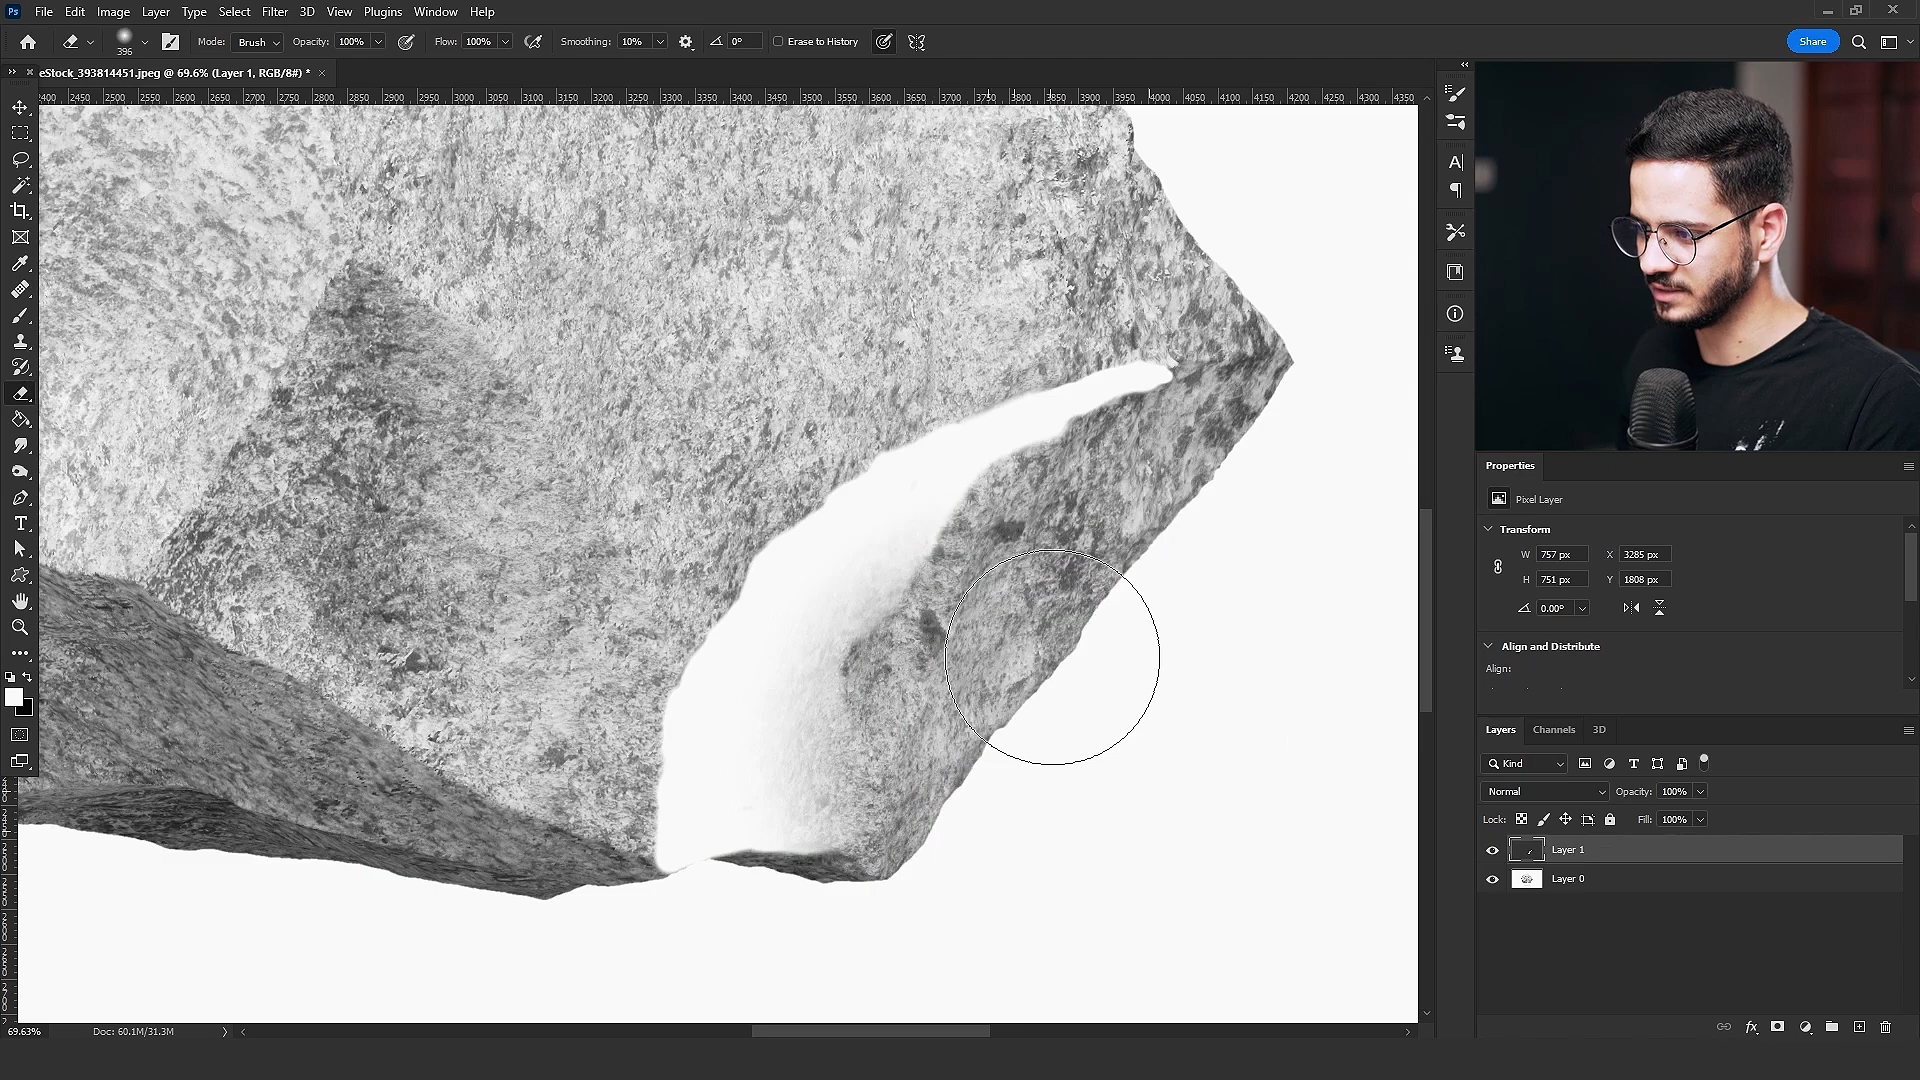 Ps File Edit Image Layer Type Select Filter 3D View Plugins Window Help
396 Mode: Brush Opacity: 100% Flow: 100% Smoothing: 10% 0° Erase to History Share
eStock_393814451.jpeg @ 69.6% (Layer 1, RGB/8#) * ×
2400 2450 2500 2550 2600 2650 2700 2750 2800 2850 2900 2950 3000 3050 3100 3150 3200 3250 3300 3350 3400 3450 3500 3550 3600 3650 3700 3750 3800 3850 3900 3950 4000 4050 4100 4150 4200 4250 4300 4350
Properties
Pixel Layer
Transform
W 757 px X 3285 px
H 751 px Y 1808 px
0.00°
Align and Distribute
Align:
Layers Channels 3D
Kind
Normal Opacity: 100%
Lock: Fill: 100%
Layer 1
Layer 0
fx
69.63% Doc: 60.1M/31.3M